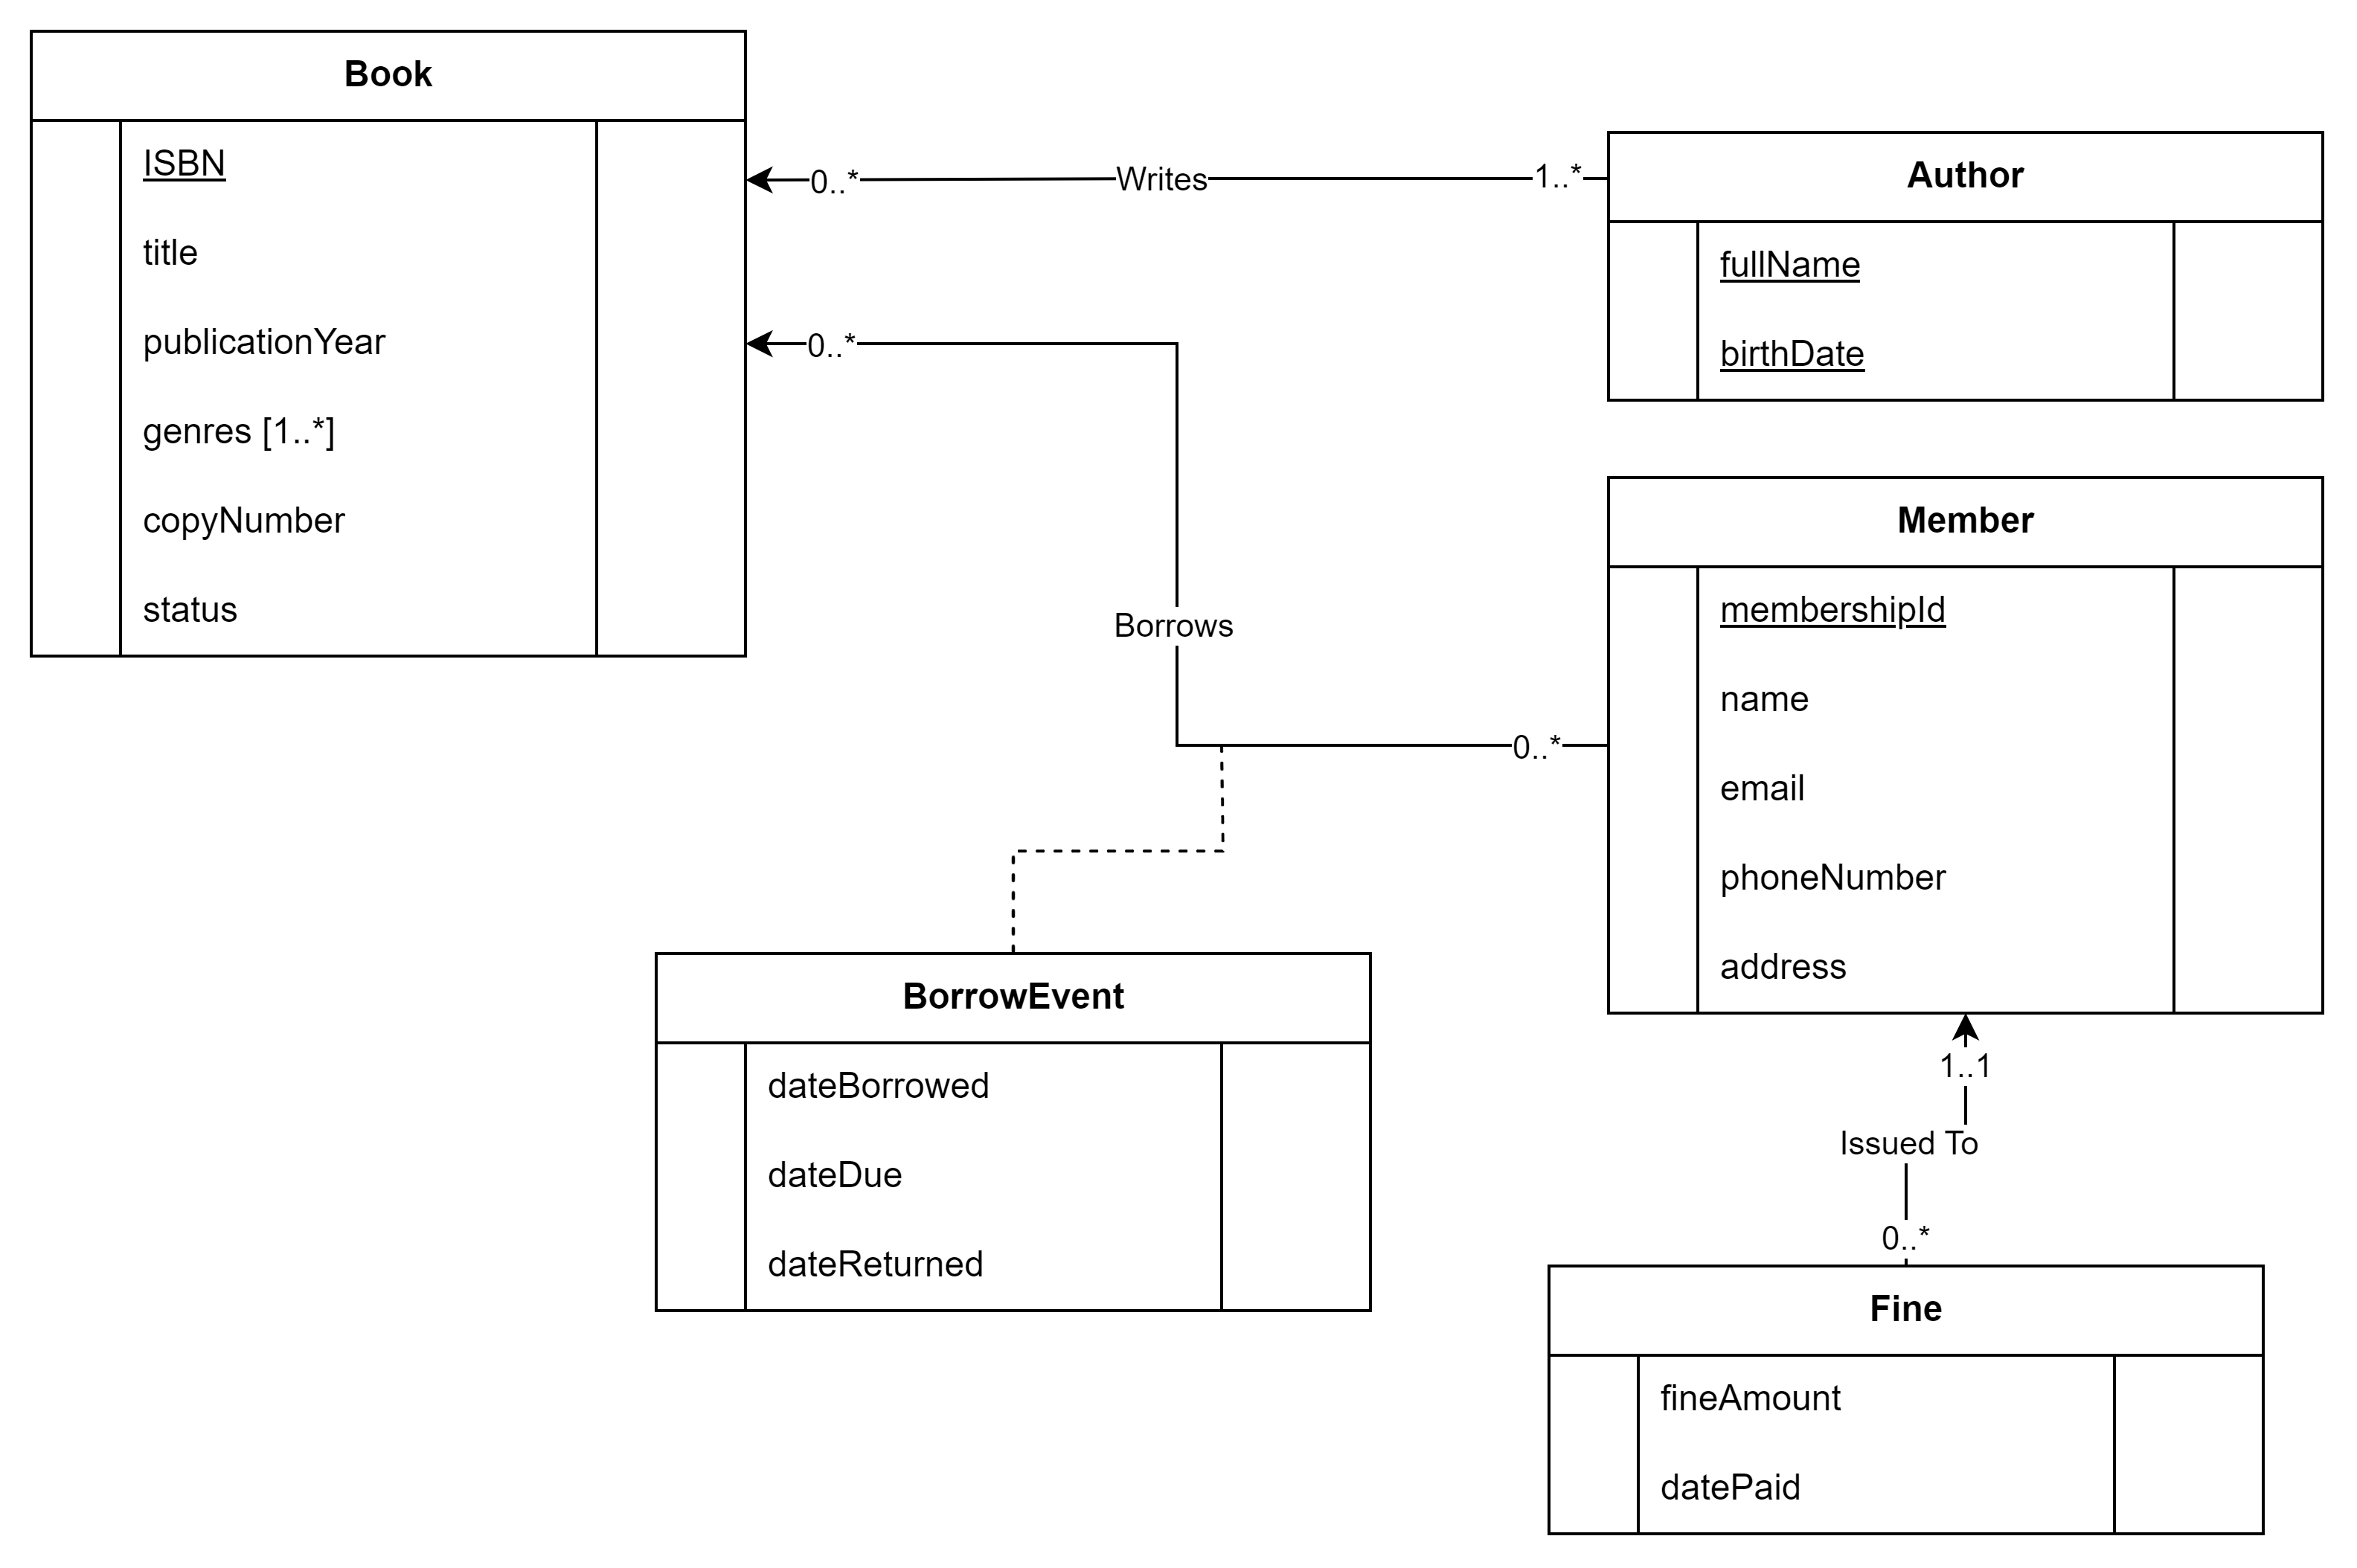 Book
ISBN
title
publicationYear
genres [1..*]
copyNumber
status
0..*
Writes
1..*
Author
fullName
birthDate
0..*
Borrows
0..*
Member
membershipId
name
email
phoneNumber
address
BorrowEvent
dateBorrowed
dateDue
dateReturned
1..1
Issued To
0..*
Fine
fineAmount
datePaid